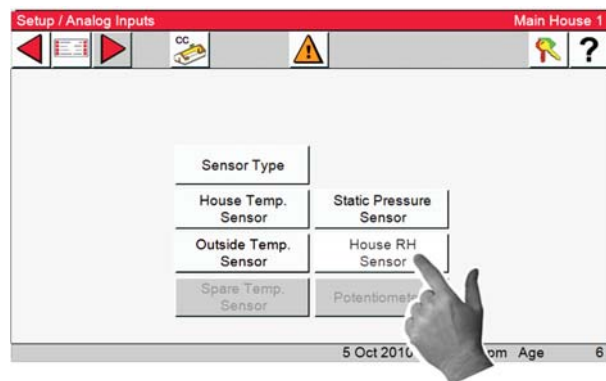 Setup / Analog Inputs Main House 1
CC
?
Sensor Type
House Temp.
Sensor
Static Pressure
Sensor
Outside Temp.
Sensor
House RH
Sensor
Spare Temp.
Sensor
5 Oct 2010 pm Age 6